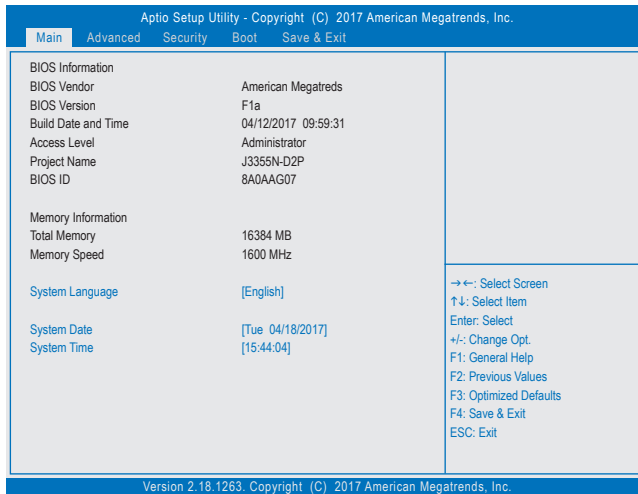 Aptio Setup Utility - Copyright (C) 2017 American Megatrends, Inc.
Main Advanced Security Boot Save & Exit
BIOS Information
BIOS Vendor American Megatreds
BIOS Version F1a
Build Date and Time 04/12/2017 09:59:31
Access Level Administrator
Project Name J3355N-D2P
BIOS ID 8A0AAG07
Memory Information
Total Memory 16384 MB
Memory Speed 1600 MHz
System Language [English]
System Date [Tue 04/18/2017]
System Time [15:44:04]
→←: Select Screen
↑↓: Select Item
Enter: Select
+/-: Change Opt.
F1: General Help
F2: Previous Values
F3: Optimized Defaults
F4: Save & Exit
ESC: Exit
Version 2.18.1263. Copyright (C) 2017 American Megatrends, Inc.